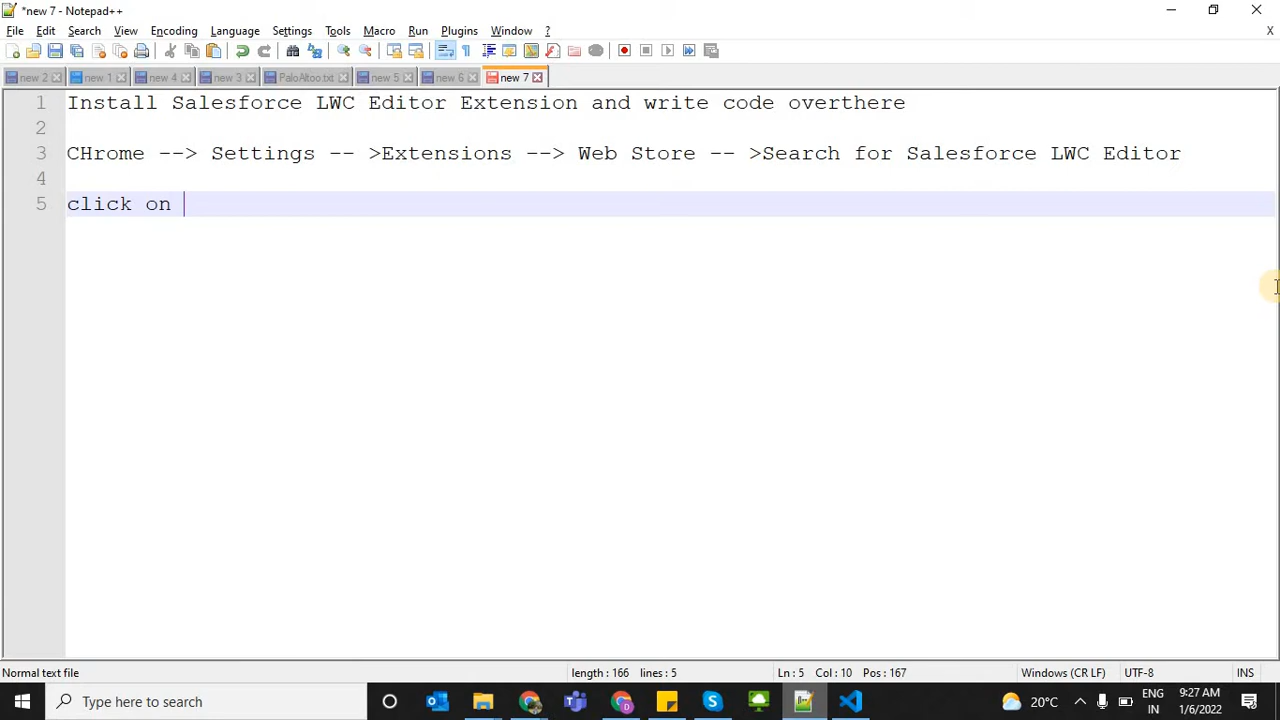 *new 7 - Notepad++
File Edit Search View Encoding Language Settings Tools Macro Run Plugins Window ?
X
new 2 new 1 new 4 new 3 PaloAltoo.txt new 5 new 6 new 7
1 Install Salesforce LWC Editor Extension and write code overthere
2
3 CHrome --> Settings -- >Extensions --> Web Store -- >Search for Salesforce LWC Editor
4
5 click on
Normal text file length : 166 lines : 5 Ln : 5 Col : 10 Pos : 167 Windows (CR LF) UTF-8 INS
Type here to search 20°C ENG 9:27 AM
IN 1/6/2022